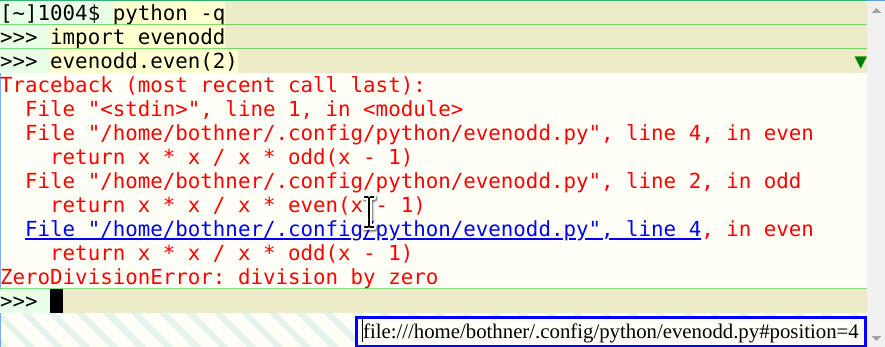 [~]1004$ python -q
>>> import evenodd
>>> evenodd.even(2)
Traceback (most recent call last):
  File "<stdin>", line 1, in <module>
  File "/home/bothner/.config/python/evenodd.py", line 4, in even
    return x * x / x * odd(x - 1)
  File "/home/bothner/.config/python/evenodd.py", line 2, in odd
    return x * x / x * even(x - 1)
  File "/home/bothner/.config/python/evenodd.py", line 4, in even
    return x * x / x * odd(x - 1)
ZeroDivisionError: division by zero
>>>
file:///home/bothner/.config/python/evenodd.py#position=4